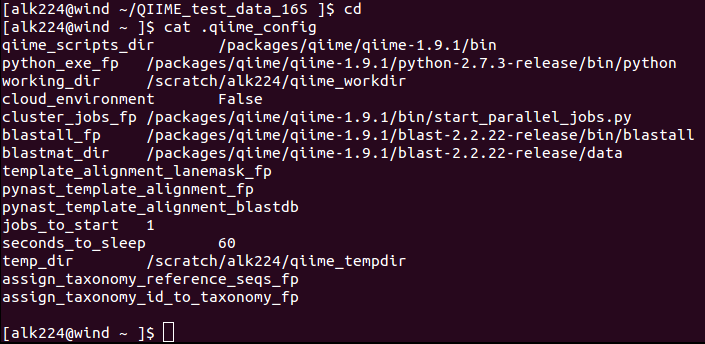 [alk224@wind ~/QIIME_test_data_16S ]$ cd
[alk224@wind ~ ]$ cat .qiime_config
qiime_scripts_dir /packages/qiime/qiime-1.9.1/bin
python_exe_fp /packages/qiime/qiime-1.9.1/python-2.7.3-release/bin/python
working_dir /scratch/alk224/qiime_workdir
cloud_environment False
cluster_jobs_fp /packages/qiime/qiime-1.9.1/bin/start_parallel_jobs.py
blastall_fp /packages/qiime/qiime-1.9.1/blast-2.2.22-release/bin/blastall
blastmat_dir /packages/qiime/qiime-1.9.1/blast-2.2.22-release/data
template_alignment_lanemask_fp
pynast_template_alignment_fp
pynast_template_alignment_blastdb
jobs_to_start 1
seconds_to_sleep 60
temp_dir /scratch/alk224/qiime_tempdir
assign_taxonomy_reference_seqs_fp
assign_taxonomy_id_to_taxonomy_fp
[alk224@wind ~ ]$